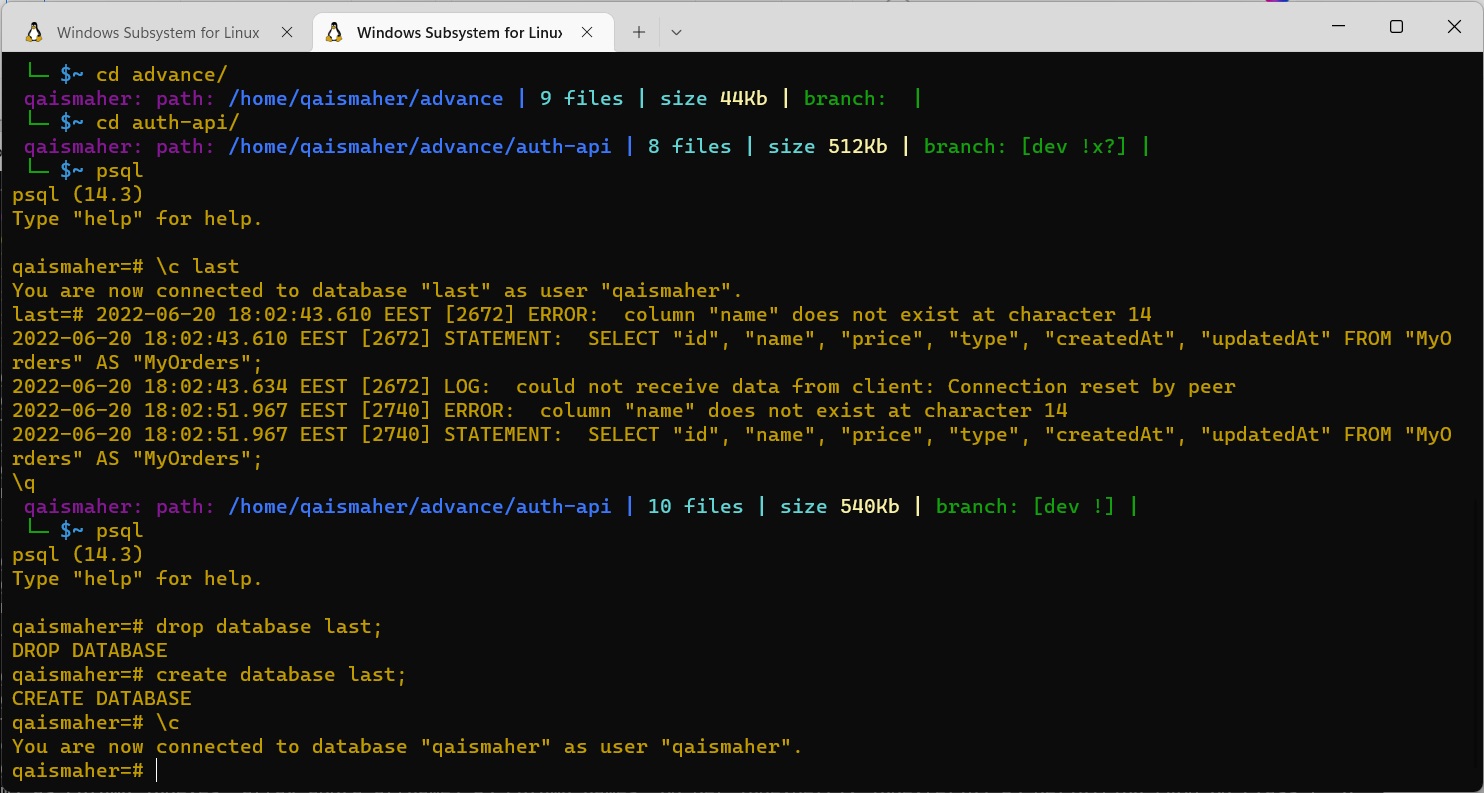 Windows Subsystem for Linux
Windows Subsystem for Linux
└─ $~ cd advance/
qaismaher: path: /home/qaismaher/advance | 9 files | size 44Kb | branch:  |
└─ $~ cd auth-api/
qaismaher: path: /home/qaismaher/advance/auth-api | 8 files | size 512Kb | branch: [dev !x?] |
└─ $~ psql
psql (14.3)
Type "help" for help.
qaismaher=# \c last
You are now connected to database "last" as user "qaismaher".
last=# 2022-06-20 18:02:43.610 EEST [2672] ERROR:  column "name" does not exist at character 14
2022-06-20 18:02:43.610 EEST [2672] STATEMENT:  SELECT "id", "name", "price", "type", "createdAt", "updatedAt" FROM "MyO
rders" AS "MyOrders";
2022-06-20 18:02:43.634 EEST [2672] LOG:  could not receive data from client: Connection reset by peer
2022-06-20 18:02:51.967 EEST [2740] ERROR:  column "name" does not exist at character 14
2022-06-20 18:02:51.967 EEST [2740] STATEMENT:  SELECT "id", "name", "price", "type", "createdAt", "updatedAt" FROM "MyO
rders" AS "MyOrders";
\q
qaismaher: path: /home/qaismaher/advance/auth-api | 10 files | size 540Kb | branch: [dev !] |
└─ $~ psql
psql (14.3)
Type "help" for help.
qaismaher=# drop database last;
DROP DATABASE
qaismaher=# create database last;
CREATE DATABASE
qaismaher=# \c
You are now connected to database "qaismaher" as user "qaismaher".
qaismaher=#